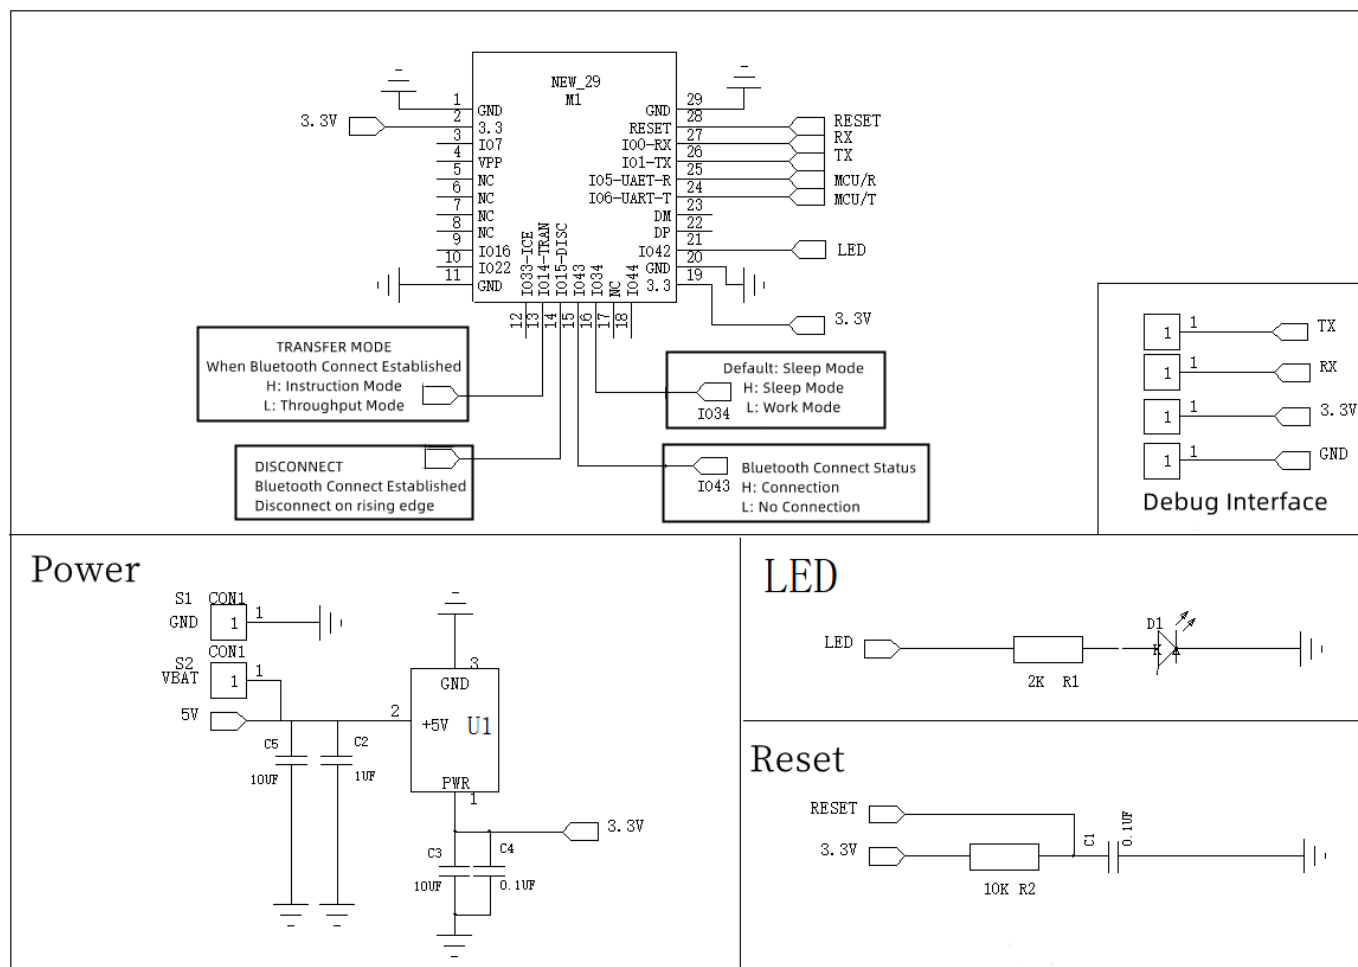 NEW_29
M1
1
GND
2
3.3V
3.3
3
IO7
4
VPP
5
NC
6
NC
7
NC
8
NC
9
IO16
10
IO22
11
GND
29
GND
28
RESET
RESET
27
IO0-RX
RX
26
IO1-TX
TX
25
IO5-UAET-R
MCU/R
24
IO6-UART-T
MCU/T
23
DM
22
DP
21
IO42
LED
20
GND
19
3.3
3.3V
IO33-ICE
IO14-TRAN
IO15-DISC
IO43
IO34
NC
IO44
12
13
14
15
16
17
18
TRANSFER MODE
When Bluetooth Connect Established
H: Instruction Mode
L: Throughput Mode
Default: Sleep Mode
H: Sleep Mode
L: Work Mode
IO34
DISCONNECT
Bluetooth Connect Established
Disconnect on rising edge
Bluetooth Connect Status
H: Connection
L: No Connection
IO43
1 1 TX
1 1 RX
1 1 3.3V
1 1 GND
Debug Interface
Power
S1 CON1
GND 1 1
CON1
S2
VBAT 1 1
5V
2
3
GND
+5V U1
PWR
1
C5
10UF
C2
1UF
3.3V
C3
10UF
C4
0.1UF
LED
LED
2K R1
D1
K A
Reset
RESET
3.3V
10K R2
C1
0.1UF